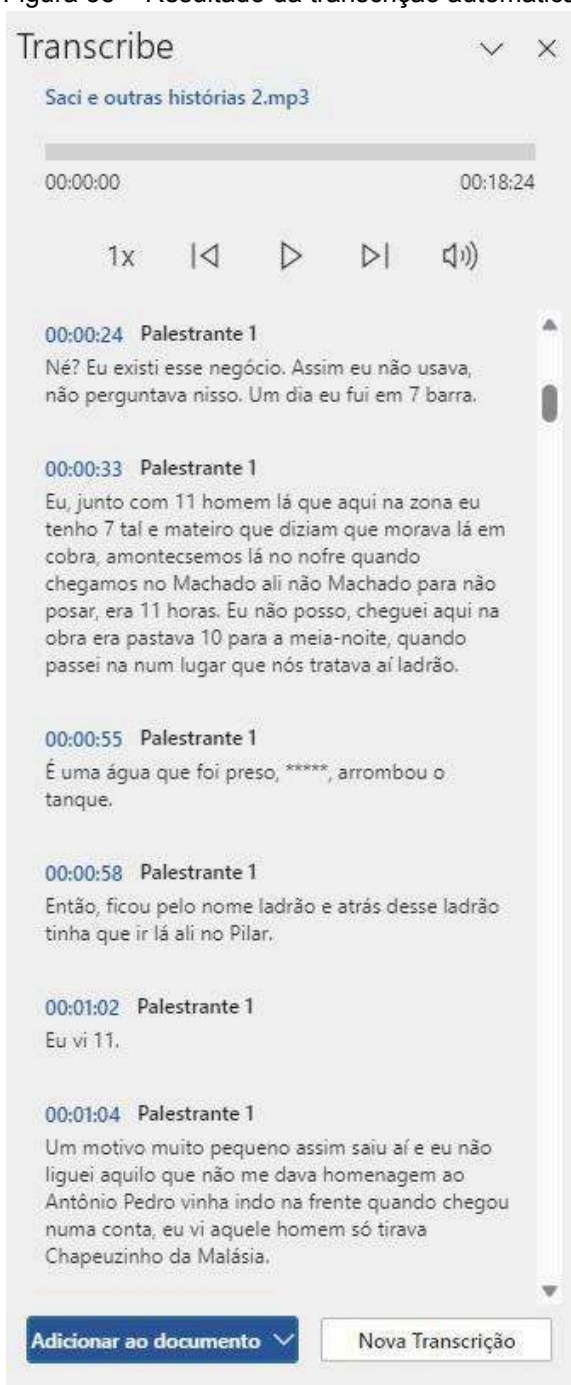 Transcribe
Saci e outras histórias 2.mp3
00:00:00 00:18:24
1x
00:00:24 Palestrante 1
Né? Eu existi esse negócio. Assim eu não usava,
não perguntava nisso. Um dia eu fui em 7 barra.
00:00:33 Palestrante 1
Eu, junto com 11 homem lá que aqui na zona eu
tenho 7 tal e mateiro que diziam que morava lá em
cobra, amontecsemos lá no nofre quando
chegamos no Machado ali não Machado para não
posar, era 11 horas. Eu não posso, cheguei aqui na
obra era pastava 10 para a meia-noite, quando
passei na num lugar que nós tratava aí ladrão.
00:00:55 Palestrante 1
É uma água que foi preso, *****, arrombou o
tanque.
00:00:58 Palestrante 1
Então, ficou pelo nome ladrão e atrás desse ladrão
tinha que ir lá ali no Pilar.
00:01:02 Palestrante 1
Eu vi 11.
00:01:04 Palestrante 1
Um motivo muito pequeno assim saiu aí e eu não
liguei aquilo que não me dava homenagem ao
Antônio Pedro vinha indo na frente quando chegou
numa conta, eu vi aquele homem só tirava
Chapeuzinho da Malásia.
Adicionar ao documento Nova Transcrição